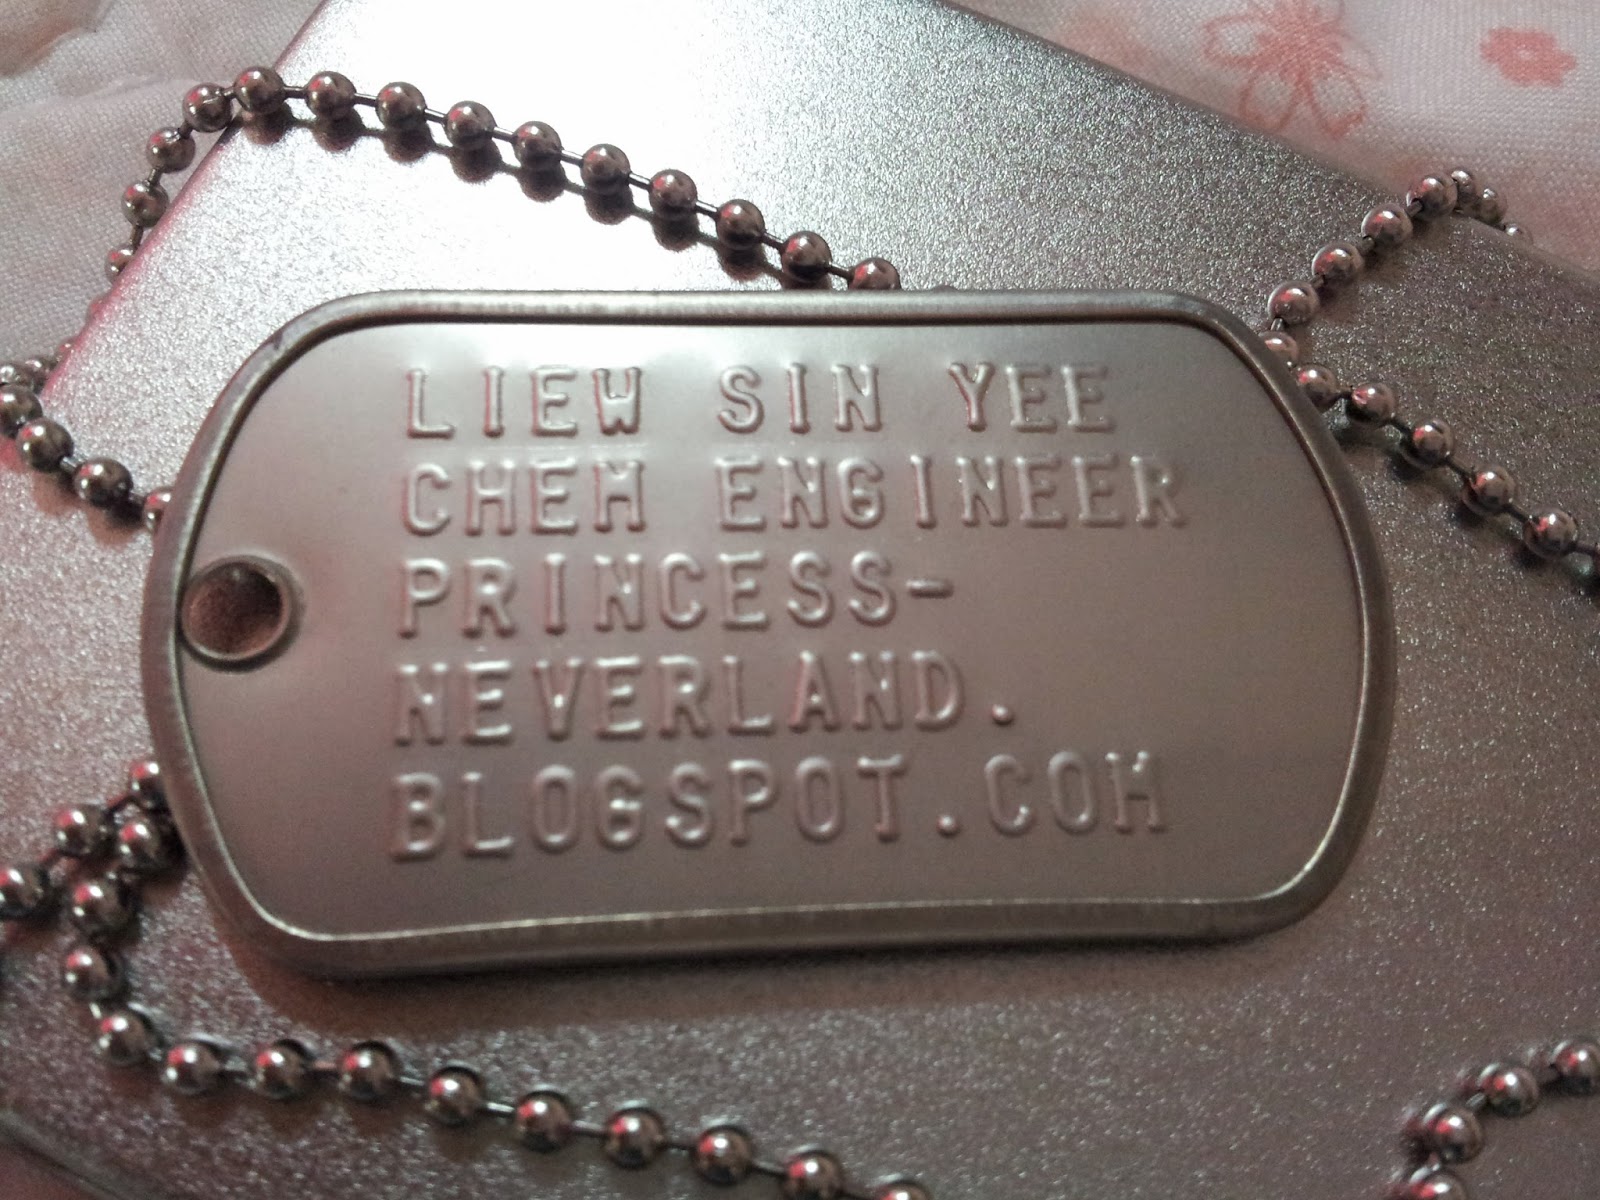 LIEW SIN YEE
CHEM ENGINEER
PRINCESS-
NEVERLAND.
BLOGSPOT.COM